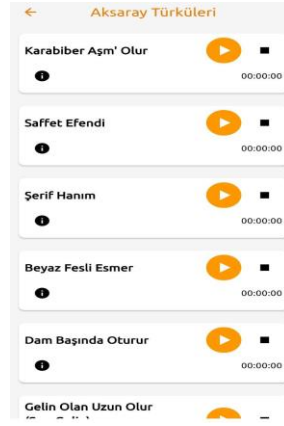 Aksaray Türküleri
Karabiber Aşm' Olur
00:00:00
Saffet Efendi
00:00:00
Şerif Hanım
00:00:00
Beyaz Fesli Esmer
00:00:00
Dam Başında Oturur
00:00:00
Gelin Olan Uzun Olur